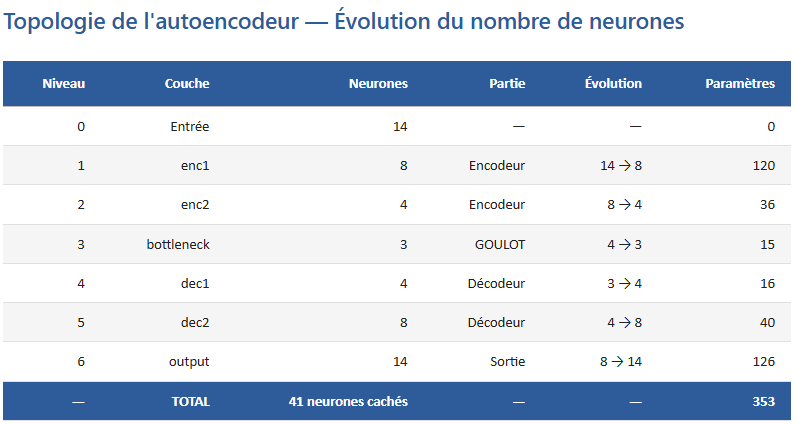 Topologie de l'autoencodeur — Évolution du nombre de neurones
Niveau Couche Neurones Partie Évolution Paramètres
0 Entrée 14 — — 0
1 enc1 8 Encodeur 14 → 8 120
2 enc2 4 Encodeur 8 → 4 36
3 bottleneck 3 GOULOT 4 → 3 15
4 dec1 4 Décodeur 3 → 4 16
5 dec2 8 Décodeur 4 → 8 40
6 output 14 Sortie 8 → 14 126
— TOTAL 41 neurones cachés — — 353